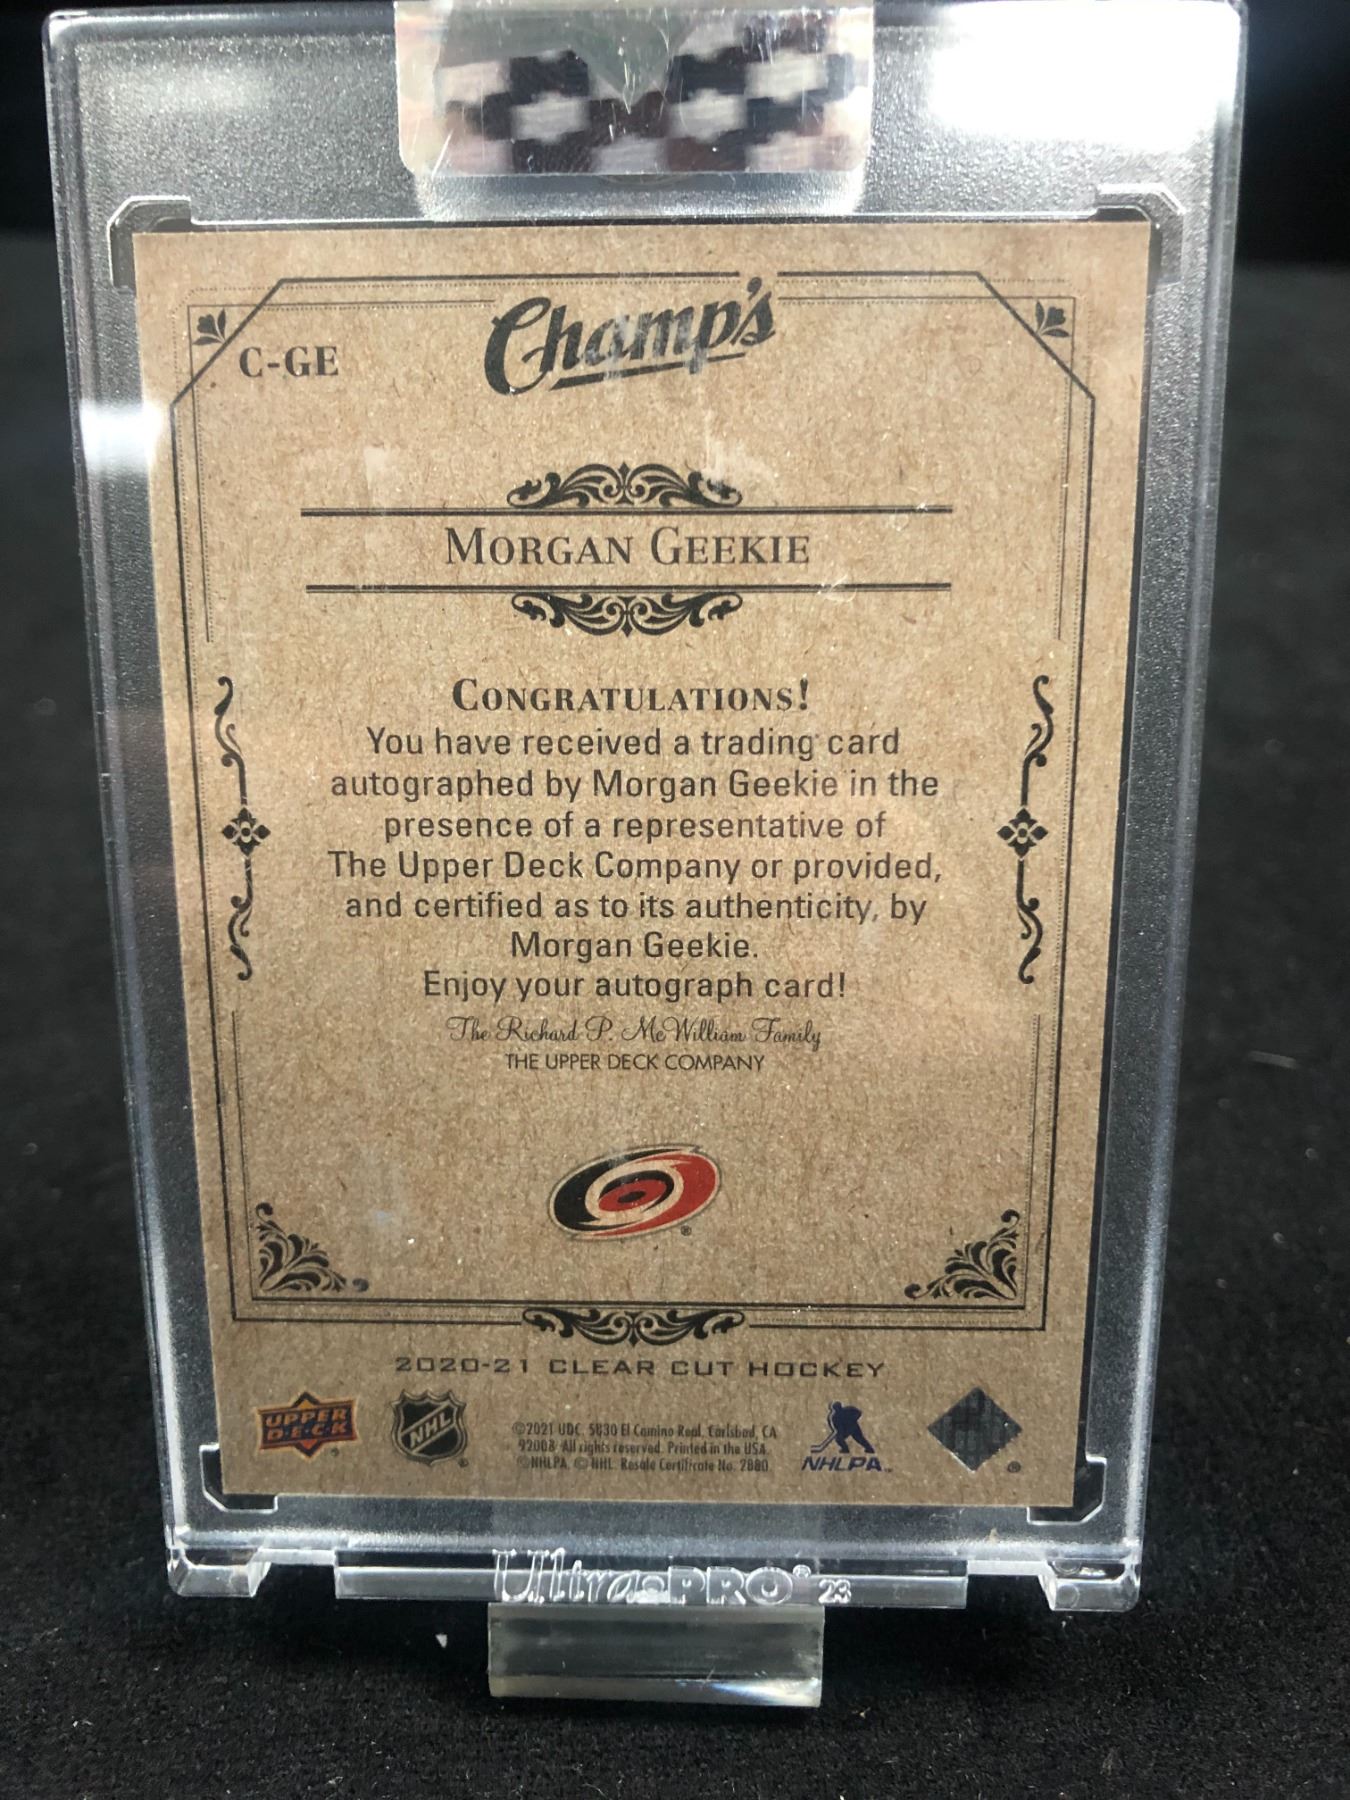 Champ's
C-GE
MORGAN GEEKIE
CONGRATULATIONS!
You have received a trading card
autographed by Morgan Geekie in the
presence of a representative of
The Upper Deck Company or provided,
and certified as to its authenticity, by
Morgan Geekie.
Enjoy your autograph card!
The Richard P. McWilliam Family
THE UPPER DECK COMPANY
2020-21 CLEAR CUT HOCKEY
UPPER
DECK
NHL
©2021 UDC, 5830 El Camino Real, Carlsbad, CA
92008 All rights reserved. Printed in the USA.
©NHLPA. ©NHL. Resale Certificate No. 2880
NHLPA
Ultra-PRO® 23